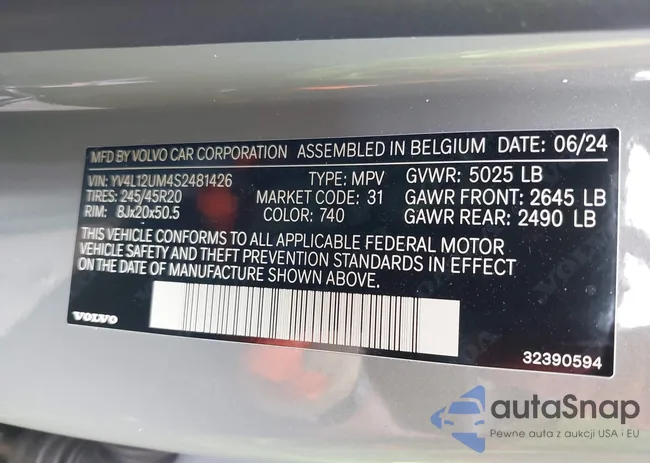 MFD BY VOLVO CAR CORPORATION ASSEMBLED IN BELGIUM DATE: 06/24
VIN: YV4L12UM4S2481426 TYPE: MPV GVWR: 5025 LB
TIRES: 245/45R20 MARKET CODE: 31 GAWR FRONT: 2645 LB
RIM: 8Jx20x50.5 COLOR: 740 GAWR REAR: 2490 LB
THIS VEHICLE CONFORMS TO ALL APPLICABLE FEDERAL MOTOR
VEHICLE SAFETY AND THEFT PREVENTION STANDARDS IN EFFECT
ON THE DATE OF MANUFACTURE SHOWN ABOVE.
VOLVO
32390594
autaSnap
Pewne auta z aukcji USA i EU